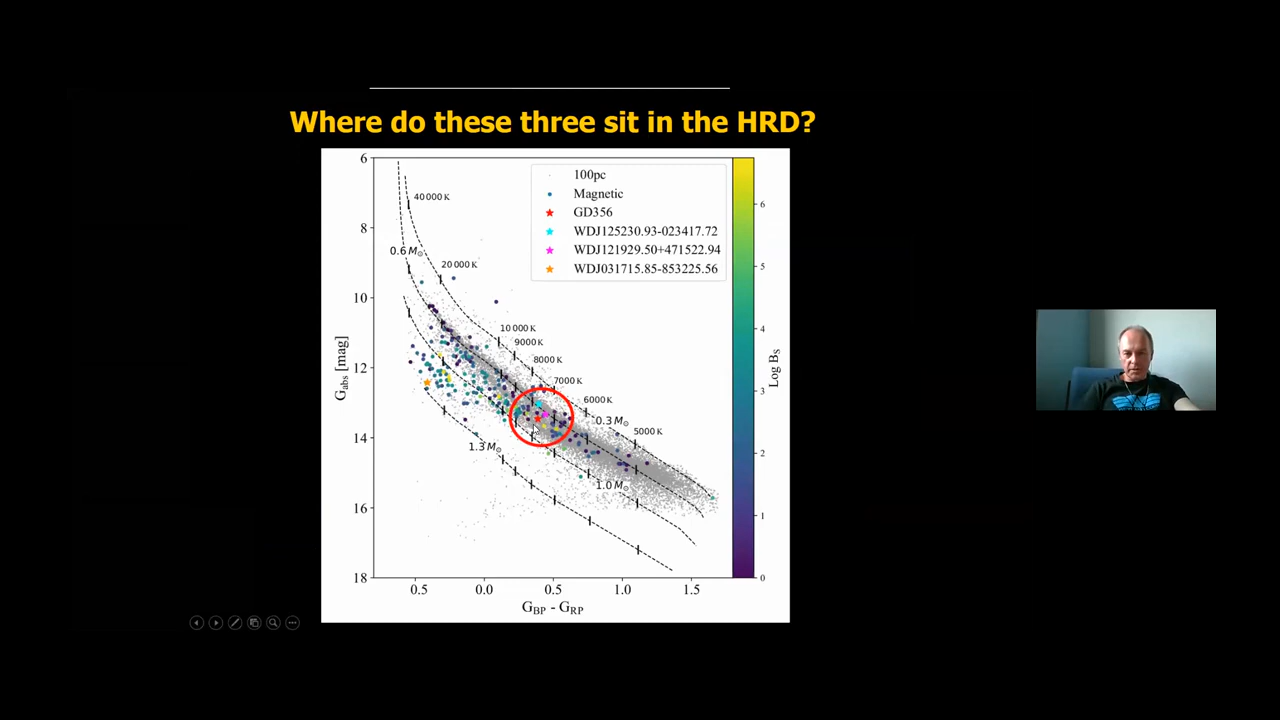 Where do these three sit in the HRD?
6
8
10
12
14
16
18
G_abs [mag]
40 000 K
0.6 M⊙
20 000 K
10 000 K
9000 K
8000 K
7000 K
6000 K
0.3 M⊙
5000 K
1.3 M⊙
1.0 M⊙
100pc
Magnetic
GD356
WDJ125230.93-023417.72
WDJ121929.50+471522.94
WDJ031715.85-853225.56
0.5 0.0 0.5 1.0 1.5
G_BP - G_RP
6
5
4
3
2
1
0
Log B_S